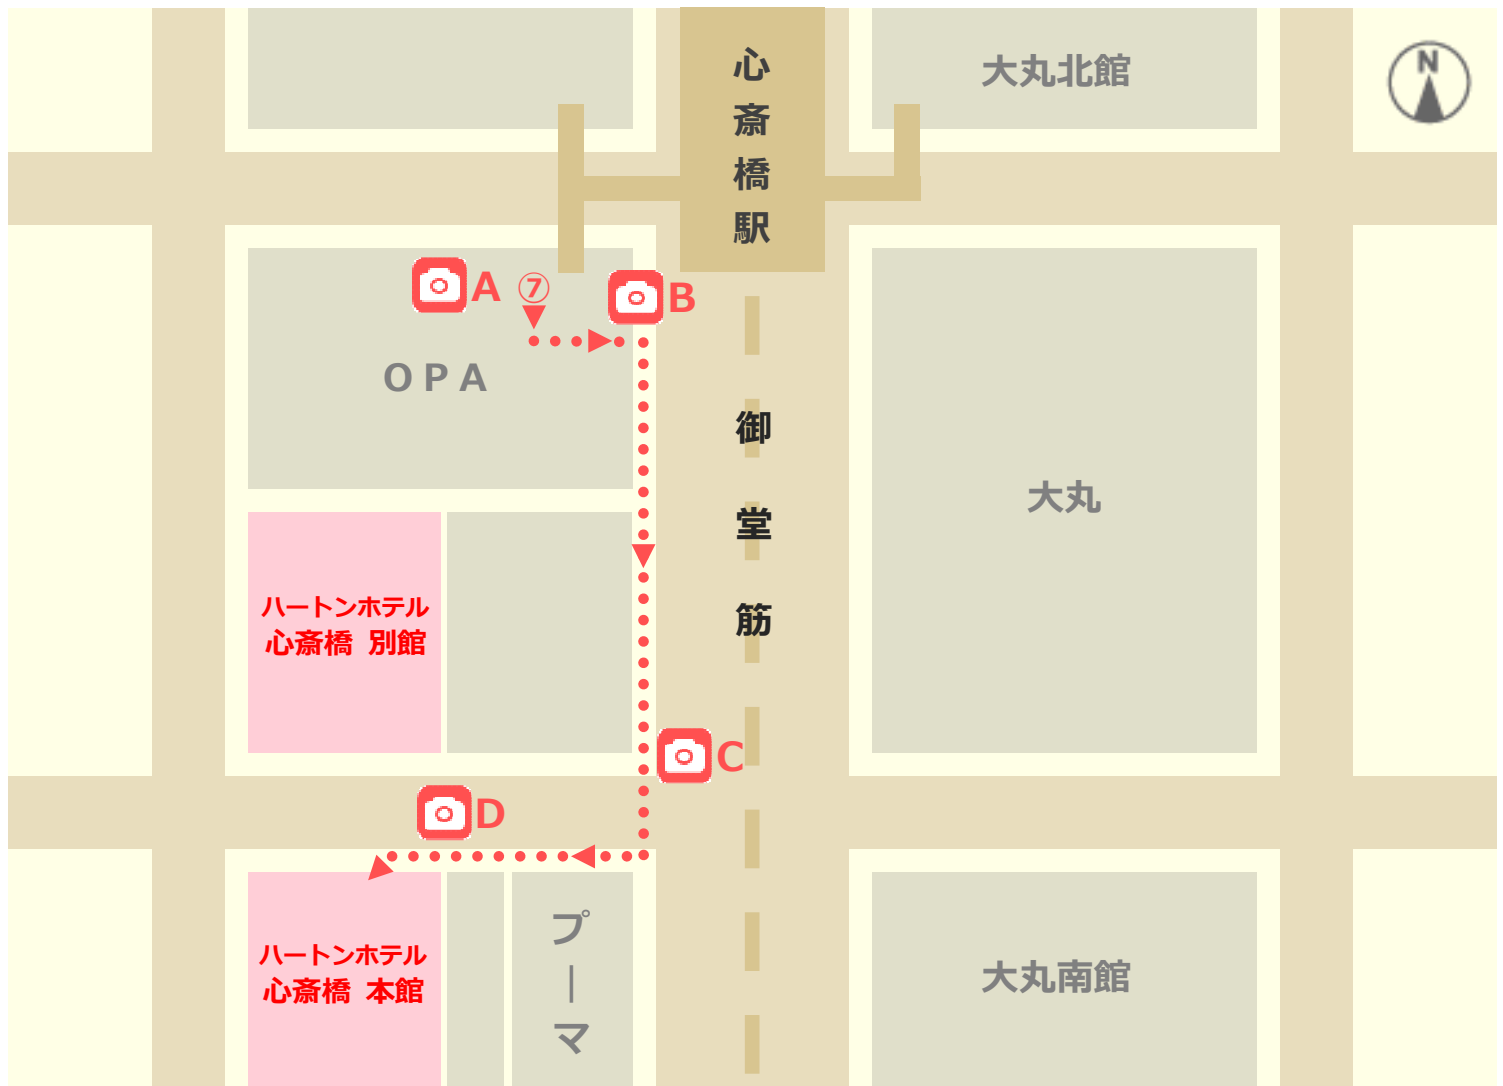 心斎橋駅
大丸北館
N
A
⑦
B
OPA
御堂筋
大丸
ハートンホテル
心斎橋 別館
C
D
ハートンホテル
心斎橋 本館
プーマ
大丸南館